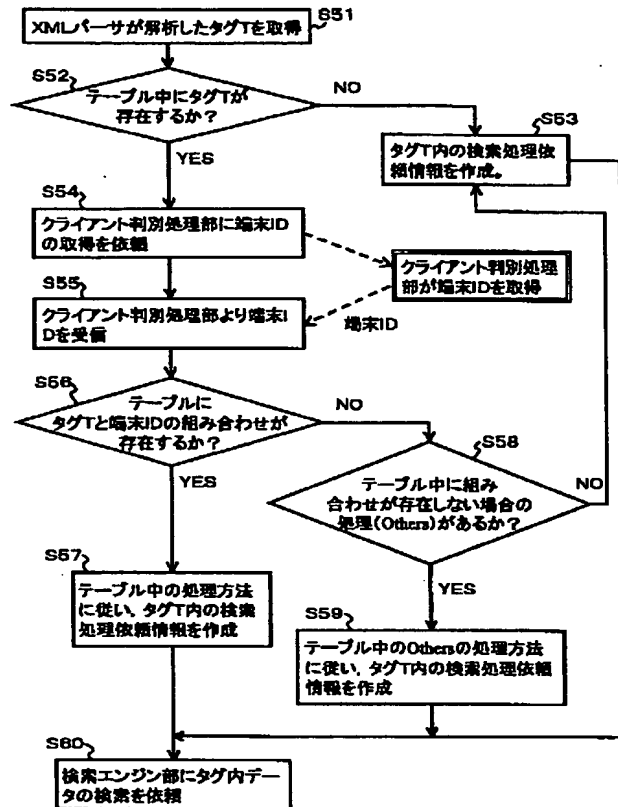 S51
XMLパーサが解析したタグTを取得
S52
テーブル中にタグTが
存在するか？
NO
YES
S53
タグT内の検索処理依
頼情報を作成。
S54
クライアント判別処理部に端末ID
の取得を依頼
クライアント判別処理
部が端末IDを取得
S55
クライアント判別処理部より端末I
Dを受信
端末ID
S56
テーブルに
タグTと端末IDの組み合わせが
存在するか？
NO
YES
S58
テーブル中に組み
合わせが存在しない場合の
処理(Others)があるか？
NO
YES
S57
テーブル中の処理方法
に従い、タグT内の検索
処理依頼情報を作成
S59
テーブル中のOthersの処理方法
に従い、タグT内の検索処理依頼
情報を作成
S60
検索エンジン部にタグ内デー
タの検索を依頼